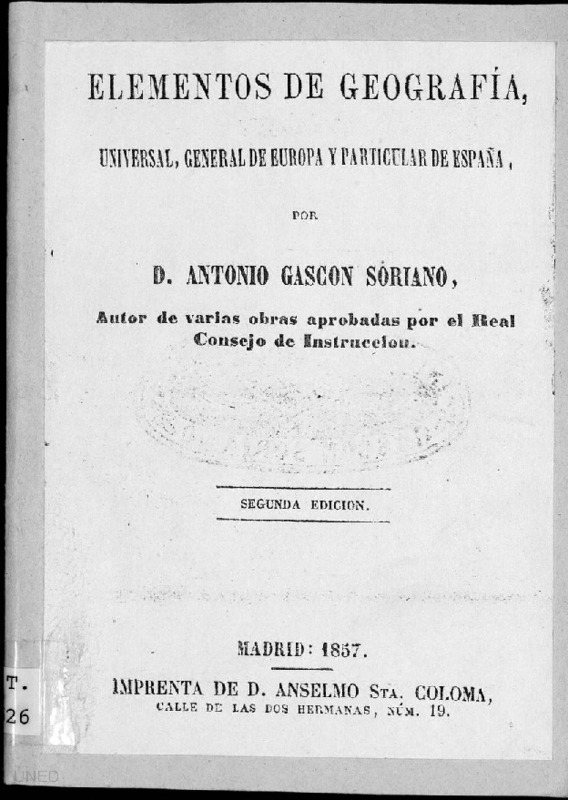 ELEMENTOS DE GEOGRAFÍA,
UNIVERSAL, GENERAL DE EUROPA Y PARTICULAR DE ESPAÑA,
POR
D. ANTONIO GASCON SORIANO,
Autor de varias obras aprobadas por el Real
Consejo de Instruccion.
SEGUNDA EDICION.
MADRID: 1857.
IMPRENTA DE D. ANSELMO STA. COLOMA,
CALLE DE LAS DOS HERMANAS, NÚM. 19.
T.
26
UNED